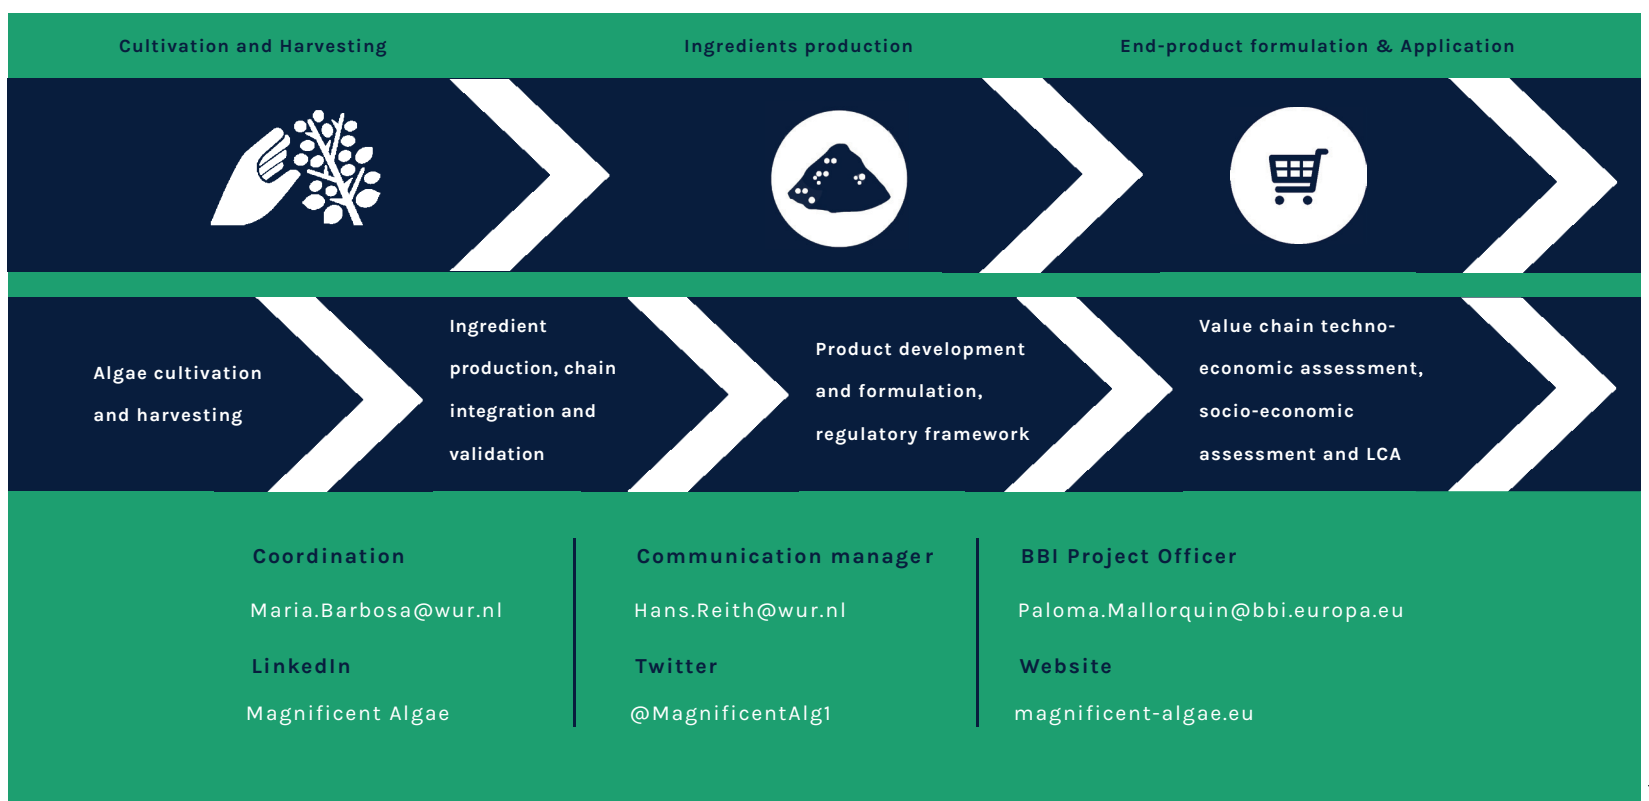 Cultivation and Harvesting
Ingredients production
End-product formulation & Application
Algae cultivation
and harvesting
Ingredient
production, chain
integration and
validation
Product development
and formulation,
regulatory framework
Value chain techno-
economic assessment,
socio-economic
assessment and LCA
Coordination
Maria.Barbosa@wur.nl
LinkedIn
Magnificent Algae
Communication manager
Hans.Reith@wur.nl
Twitter
@MagnificentAlg1
BBI Project Officer
Paloma.Mallorquin@bbi.europa.eu
Website
magnificent-algae.eu